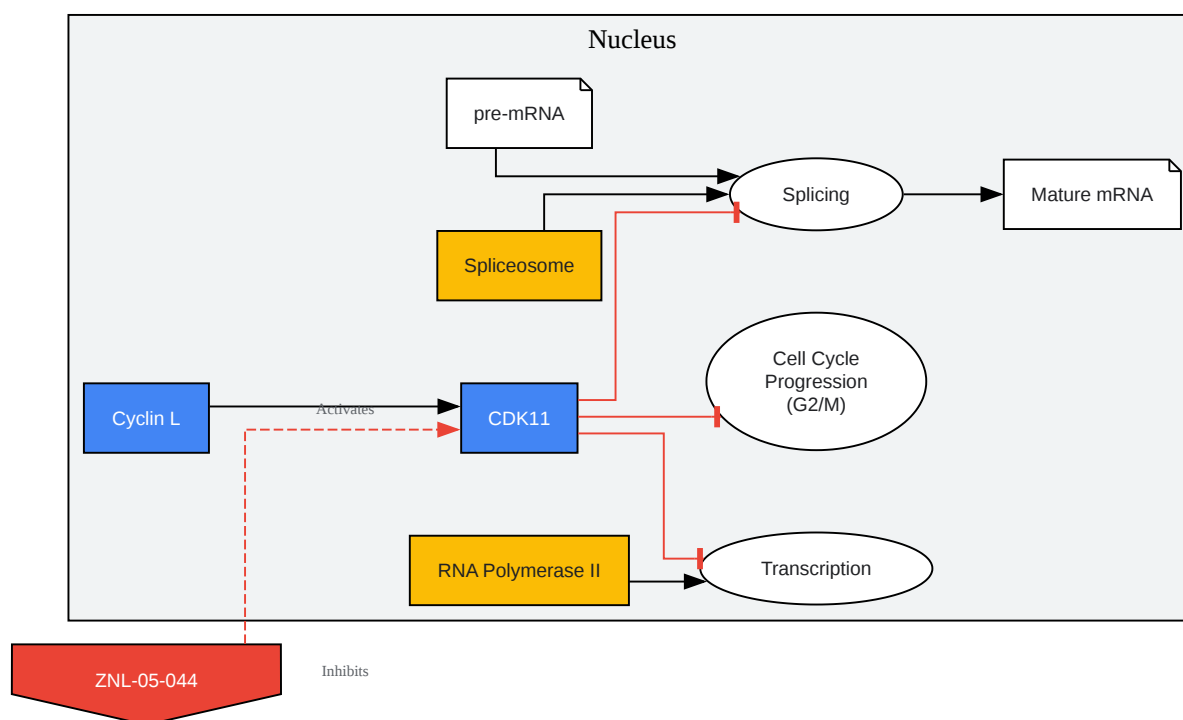 Nucleus
pre-mRNA
Splicing
Mature mRNA
Spliceosome
Cell Cycle
Progression
(G2/M)
Cyclin L
Activates
CDK11
RNA Polymerase II
Transcription
ZNL-05-044
Inhibits